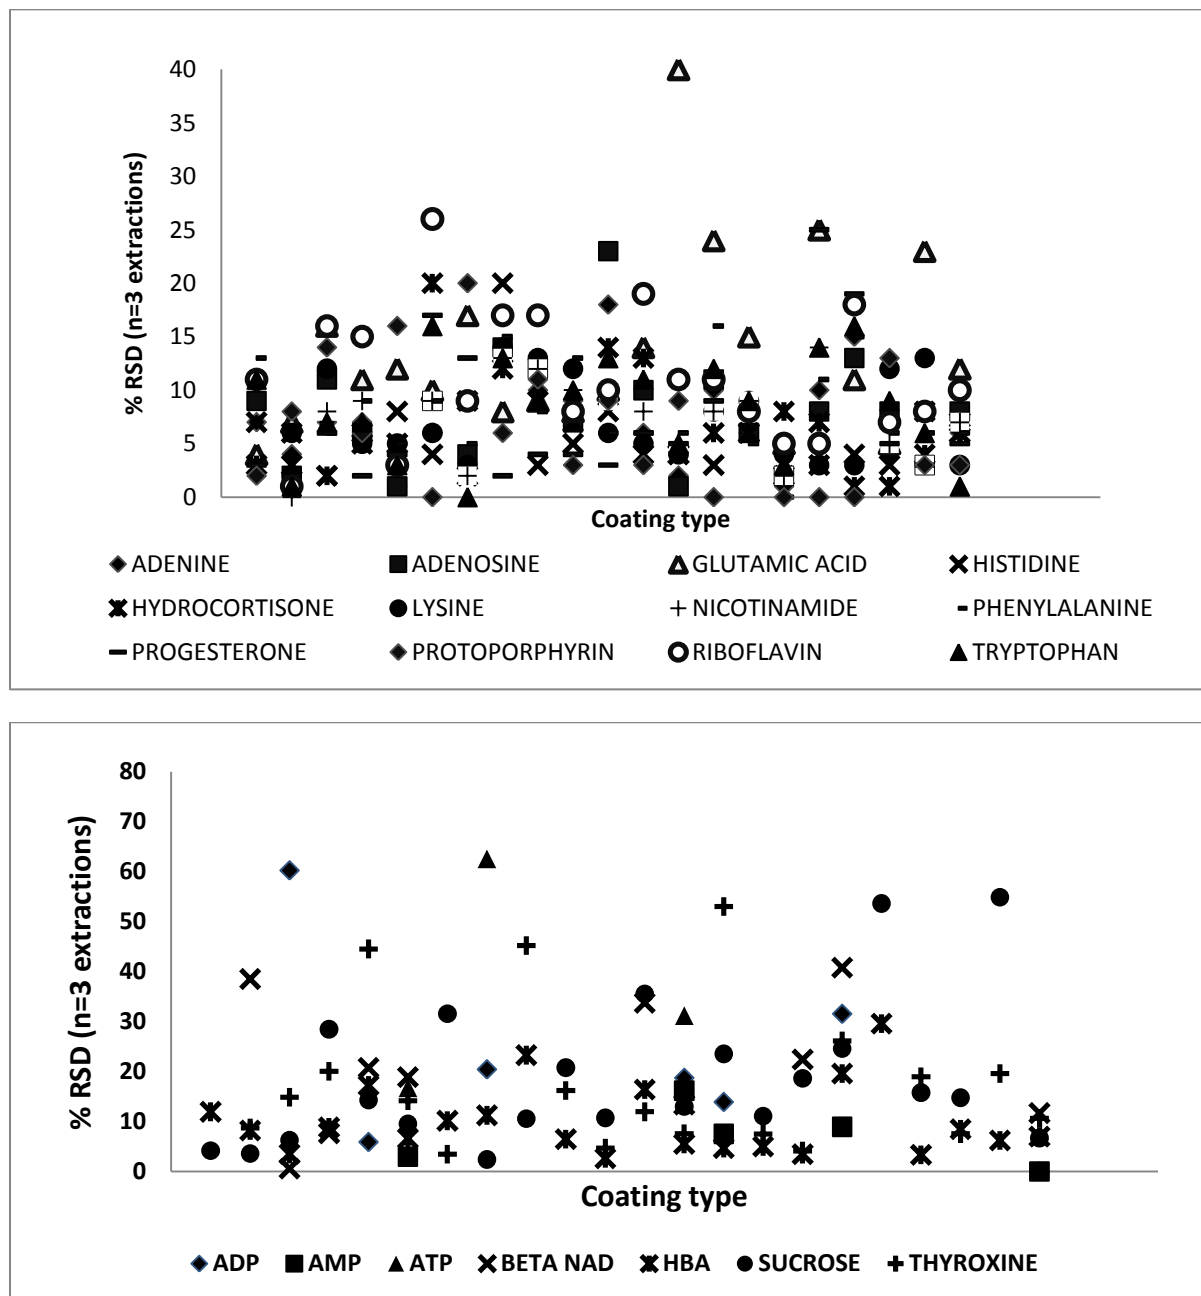 40
35
30
25
20
15
10
5
0
% RSD (n=3 extractions)
Coating type
ADENINE ADENOSINE GLUTAMIC ACID HISTIDINE
HYDROCORTISONE LYSINE NICOTINAMIDE PHENYLALANINE
PROGESTERONE PROTOPORPHYRIN RIBOFLAVIN TRYPTOPHAN
80
70
60
50
40
30
20
10
0
% RSD (n=3 extractions)
Coating type
ADP AMP ATP BETA NAD HBA SUCROSE THYROXINE